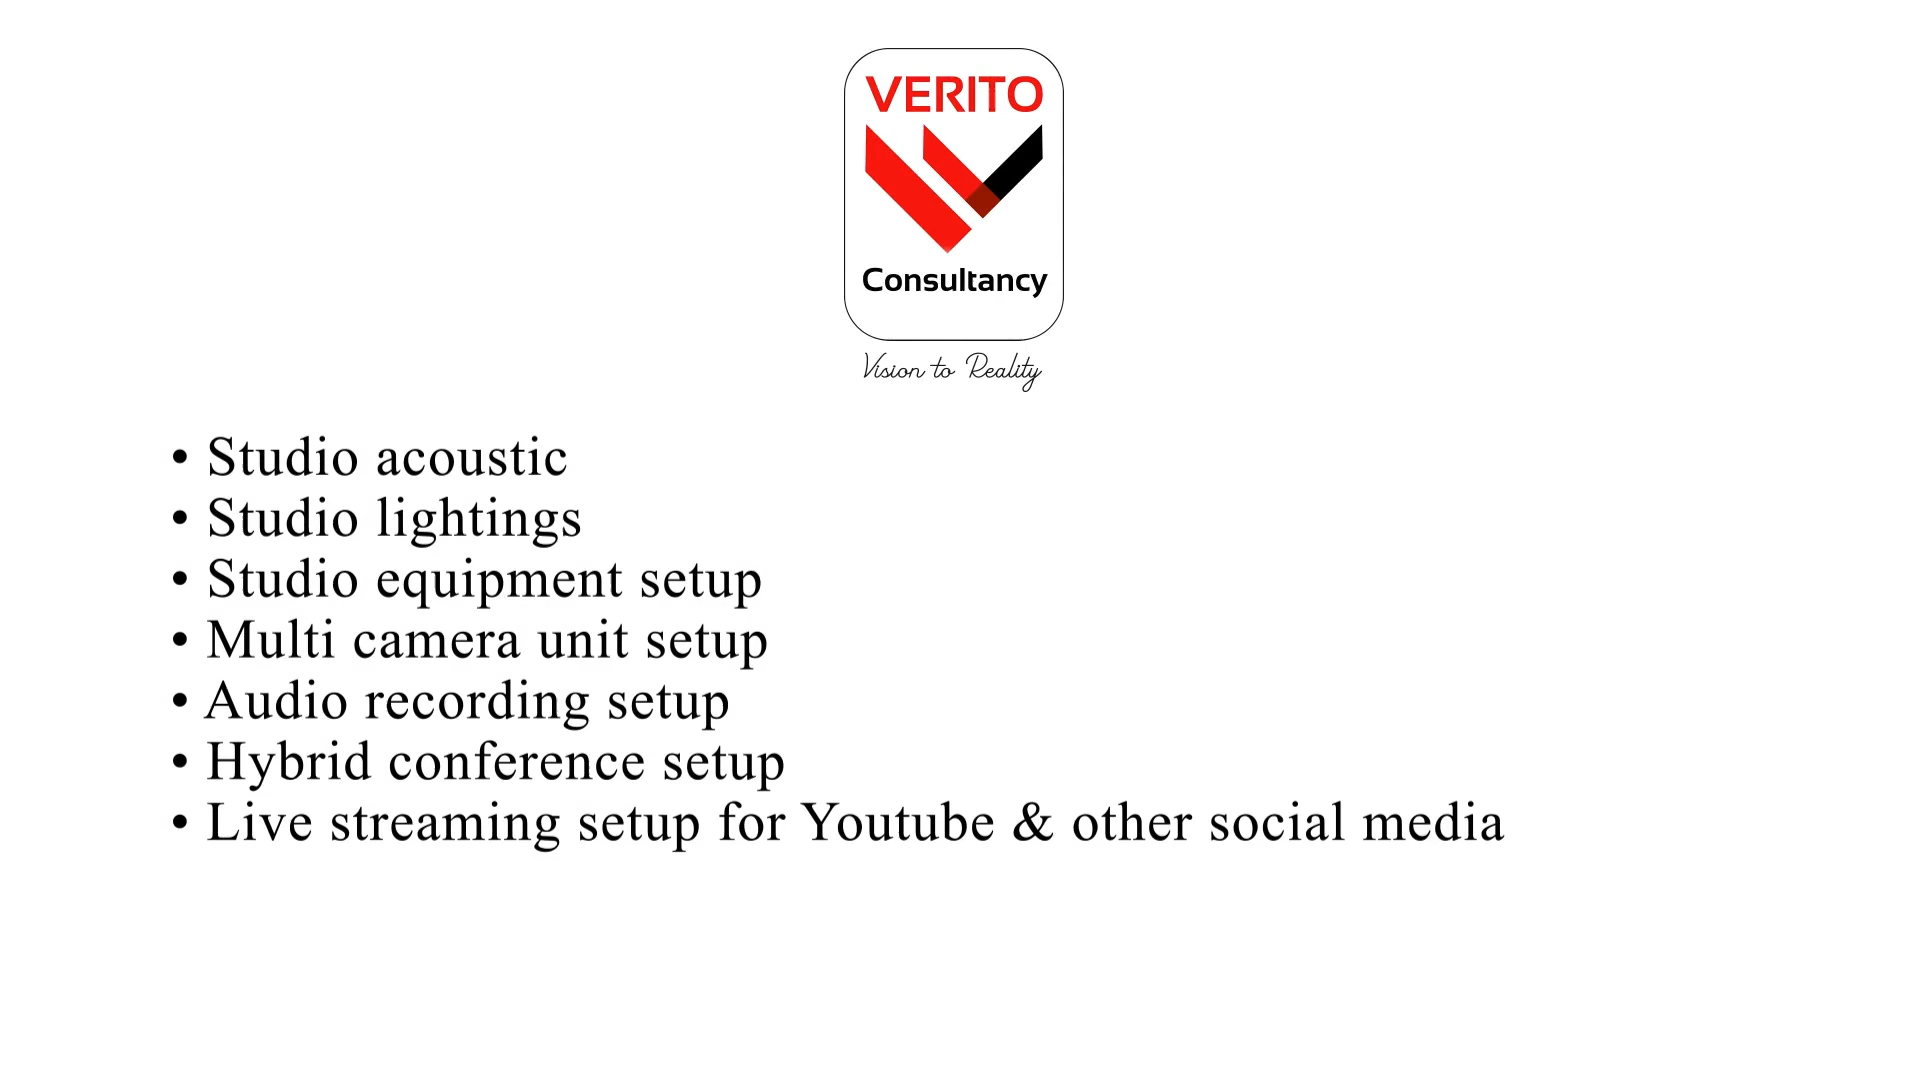 VERITO
Consultancy
Vision to Reality
• Studio acoustic
• Studio lightings
• Studio equipment setup
• Multi camera unit setup
• Audio recording setup
• Hybrid conference setup
• Live streaming setup for Youtube & other social media